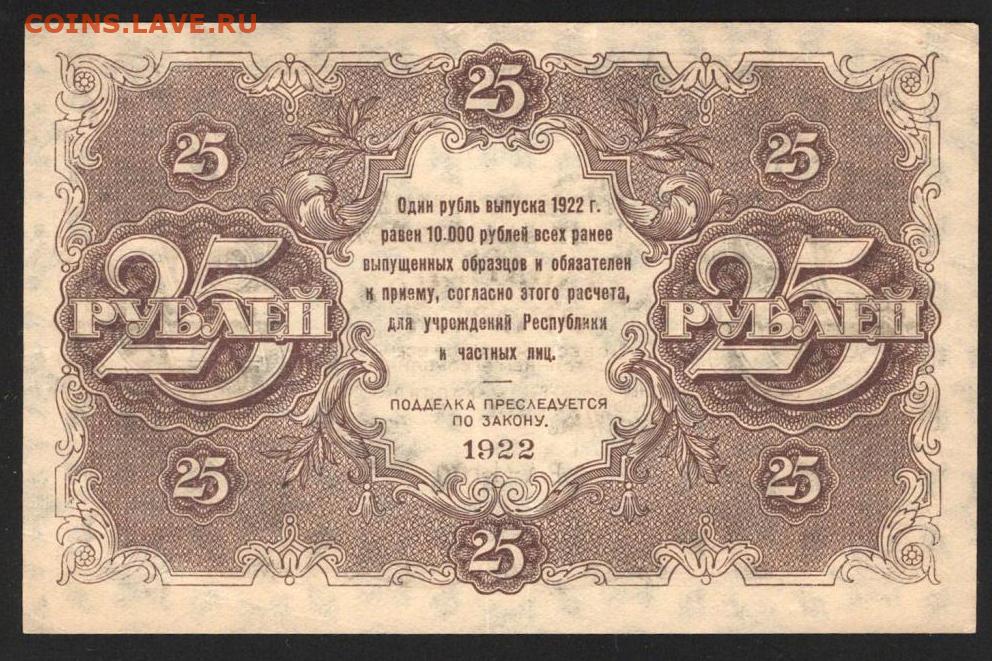 COINS.LAVE.RU
25
25
25
Один рубль выпуска 1922 г.
равен 10.000 рублей всех ранее
выпущенных образцов и обязателен
к приему, согласно этого расчета,
для учреждений Республики
и частных лиц.
25 РУБЛЕЙ
25 РУБЛЕЙ
ПОДДЕЛКА ПРЕСЛЕДУЕТСЯ
ПО ЗАКОНУ.
1922
25
25
25